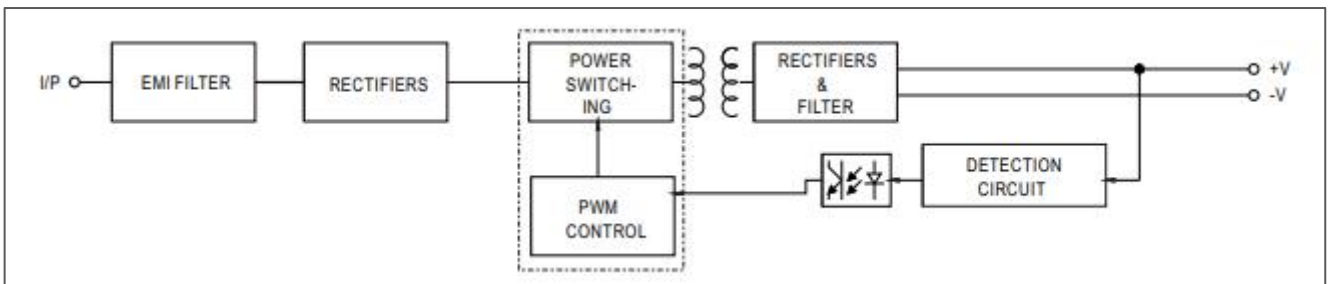 I/P
EMI FILTER
RECTIFIERS
POWER
SWITCH-
ING
RECTIFIERS
&
FILTER
+V
-V
PWM
CONTROL
DETECTION
CIRCUIT